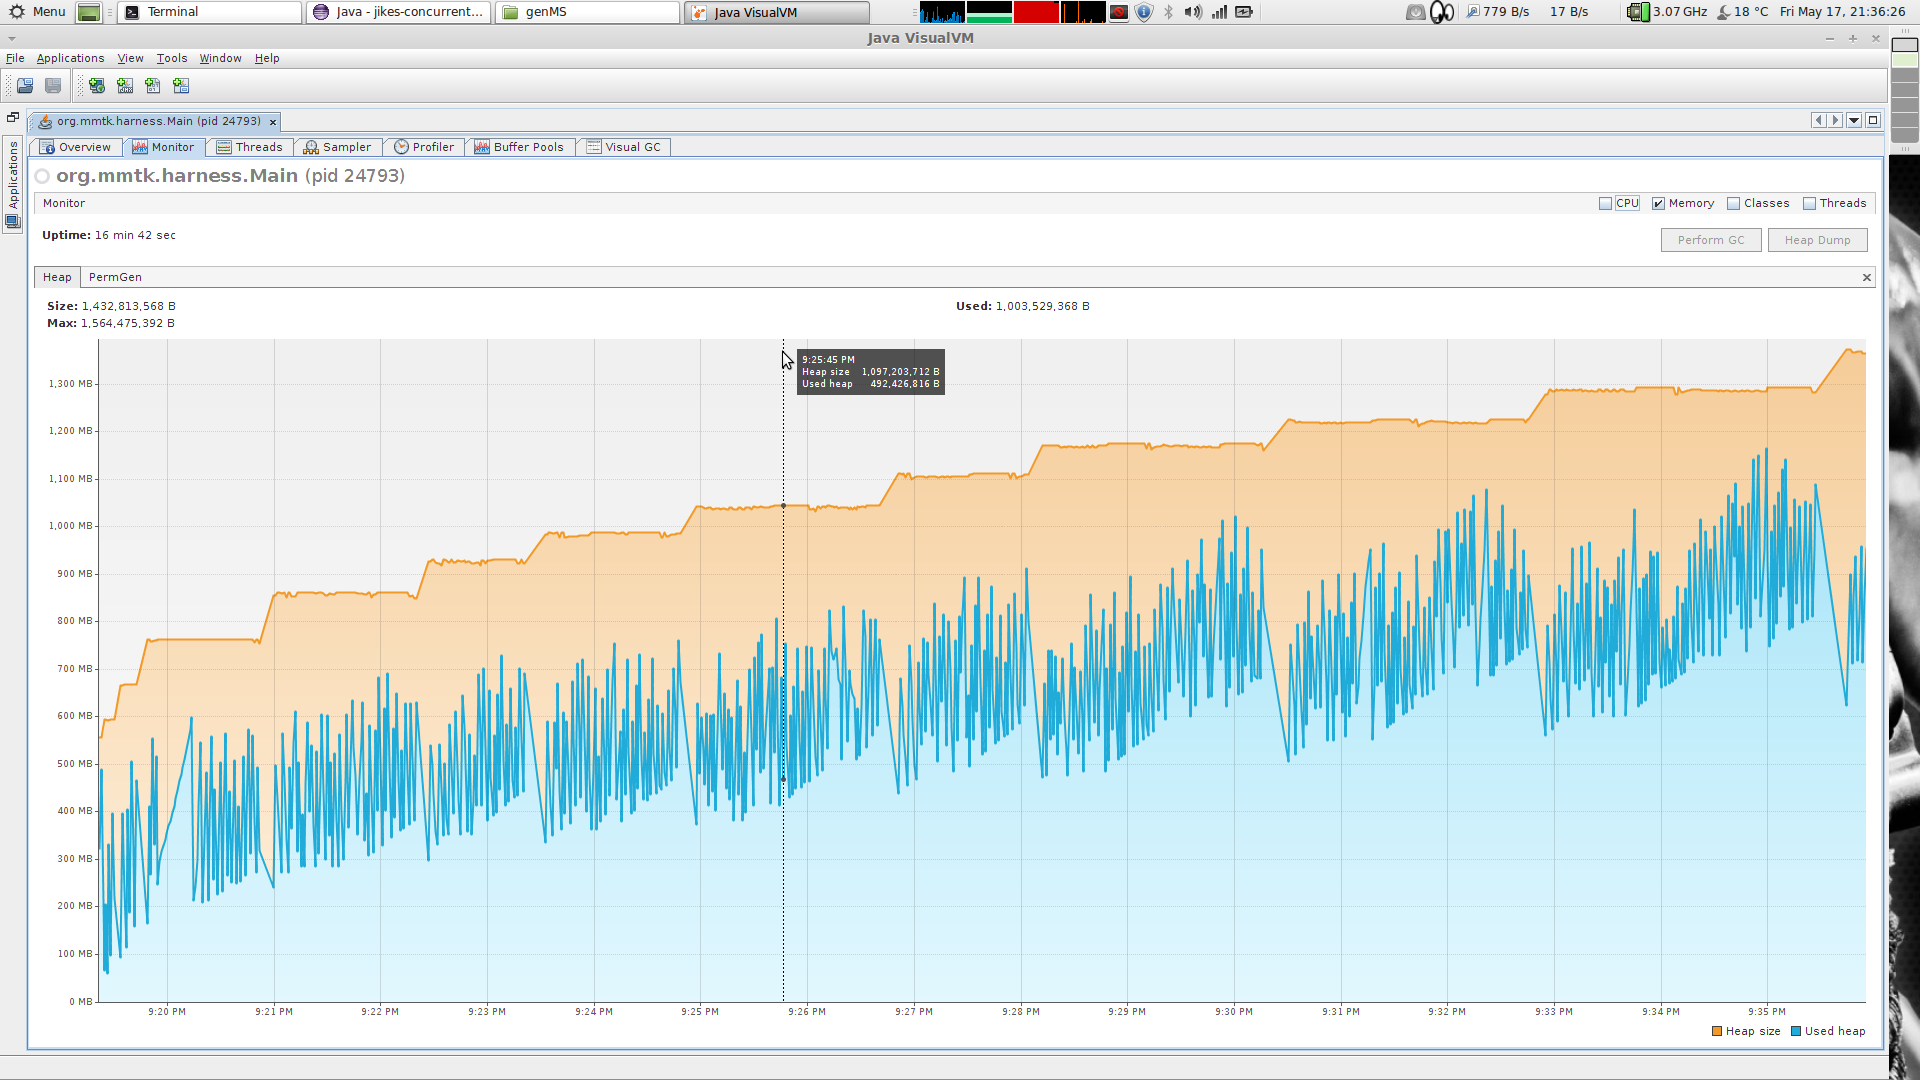 Menu Terminal Java - jikes-concurrent... genMS Java VisualVM 779 B/s 17 B/s 3.07 GHz 18 °C Fri May 17, 21:36:26
Java VisualVM
File Applications View Tools Window Help
org.mmtk.harness.Main (pid 24793)
Applications
Overview Monitor Threads Sampler Profiler Buffer Pools Visual GC
org.mmtk.harness.Main (pid 24793)
Monitor CPU Memory Classes Threads
Uptime: 16 min 42 sec
Perform GC Heap Dump
Heap PermGen
Size: 1,432,813,568 B Used: 1,003,529,368 B
Max: 1,564,475,392 B
9:25:45 PM
Heap size 1,097,203,712 B
Used heap 492,426,816 B
1,300 MB
1,200 MB
1,100 MB
1,000 MB
900 MB
800 MB
700 MB
600 MB
500 MB
400 MB
300 MB
200 MB
100 MB
0 MB
9:20 PM 9:21 PM 9:22 PM 9:23 PM 9:24 PM 9:25 PM 9:26 PM 9:27 PM 9:28 PM 9:29 PM 9:30 PM 9:31 PM 9:32 PM 9:33 PM 9:34 PM 9:35 PM
Heap size Used heap